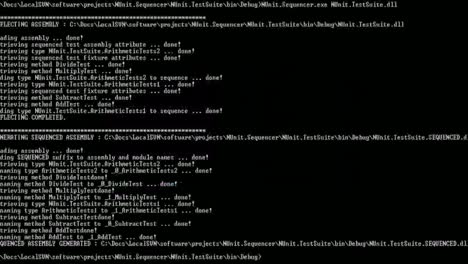 \Docs\LocalSVN\software\projects\NUnit.Sequencer\NUnit.TestSuite\bin\Debug>NUnit.Sequencer.exe NUnit.TestSuite.dll
*******************************************************
FLECTING ASSEMBLY : C:\Docs\LocalSVN\software\projects\NUnit.Sequencer\NUnit.TestSuite\bin\Debug\NUnit.TestSuite.dll
ading assembly ... done!
trieving sequenced test assembly attribute ... done!
trieving type NUnit.TestSuite.ArithmeticTests2 ... done!
trieving sequenced test fixture attributes ... done!
trieving method DivideTest ... done!
trieving method MultiplyTest ... done!
ding type NUnit.TestSuite.ArithmeticTests2 to sequence ... done!
trieving type NUnit.TestSuite.ArithmeticTests1 ... done!
trieving sequenced test fixture attributes ... done!
trieving method SubtractTest ... done!
trieving method AddTest ... done!
ding type NUnit.TestSuite.ArithmeticTests1 to sequence ... done!
FLECTING COMPLETED.
*******************************************************
NERATING SEQUENCED ASSEMBLY : C:\Docs\LocalSVN\software\projects\NUnit.Sequencer\NUnit.TestSuite\bin\Debug\NUnit.TestSuite.SEQUENCED.d
ading assembly ... done!
ding SEQUENCED suffix to assembly and module names ... done!
trieving type NUnit.TestSuite.ArithmeticTests2 ... done!
naming type ArithmeticTests2 to _0_ArithmeticTests2 ... done!
trieving method DivideTestdone!
naming method DivideTest to _0_DivideTest ... done!
trieving method MultiplyTestdone!
naming method MultiplyTest to _1_MultiplyTest ... done!
trieving type NUnit.TestSuite.ArithmeticTests1 ... done!
naming type ArithmeticTests1 to _1_ArithmeticTests1 ... done!
trieving method SubtractTestdone!
naming method SubtractTest to _0_SubtractTest ... done!
trieving method AddTestdone!
naming method AddTest to _1_AddTest ... done!
QUENCED ASSEMBLY GENERATED : C:\Docs\LocalSVN\software\projects\NUnit.Sequencer\NUnit.TestSuite\bin\Debug\NUnit.TestSuite.SEQUENCED.dl
\Docs\LocalSVN\software\projects\NUnit.Sequencer\NUnit.TestSuite\bin\Debug>